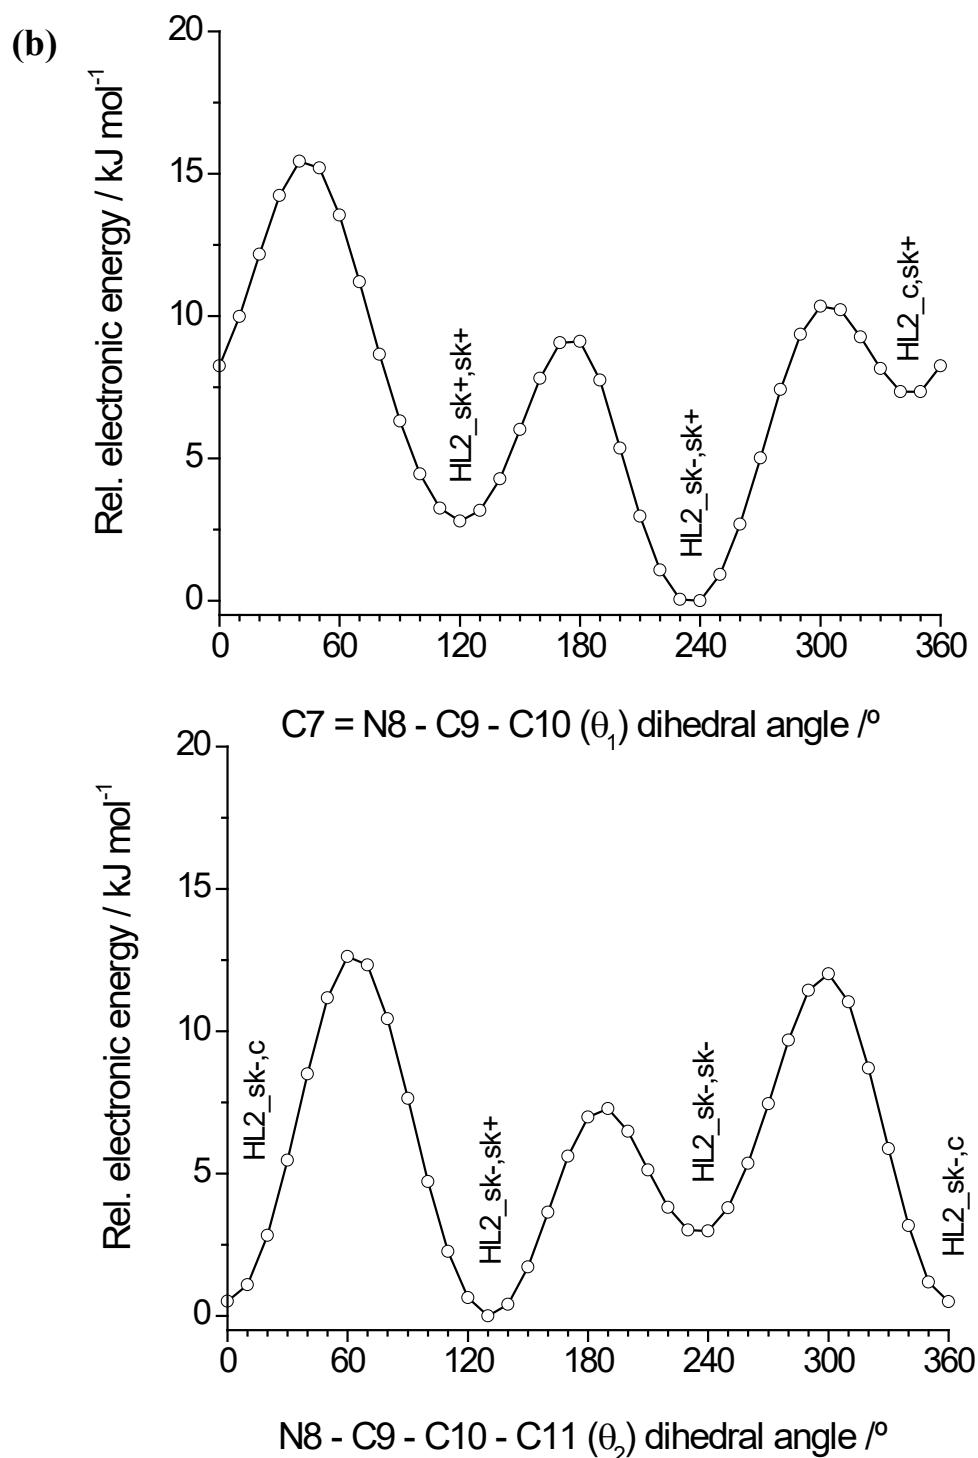 (b)
Rel. electronic energy / kJ mol⁻¹
20
15
10
5
0
HL2_sk+,sk+
HL2_sk-,sk+
HL2_c,sk+
0 60 120 180 240 300 360
C7 = N8 - C9 - C10 (θ₁) dihedral angle /º
Rel. electronic energy / kJ mol⁻¹
20
15
10
5
0
HL2_sk-,c
HL2_sk-,sk+
HL2_sk-,sk-
HL2_sk-,c
0 60 120 180 240 300 360
N8 - C9 - C10 - C11 (θ₂) dihedral angle /º